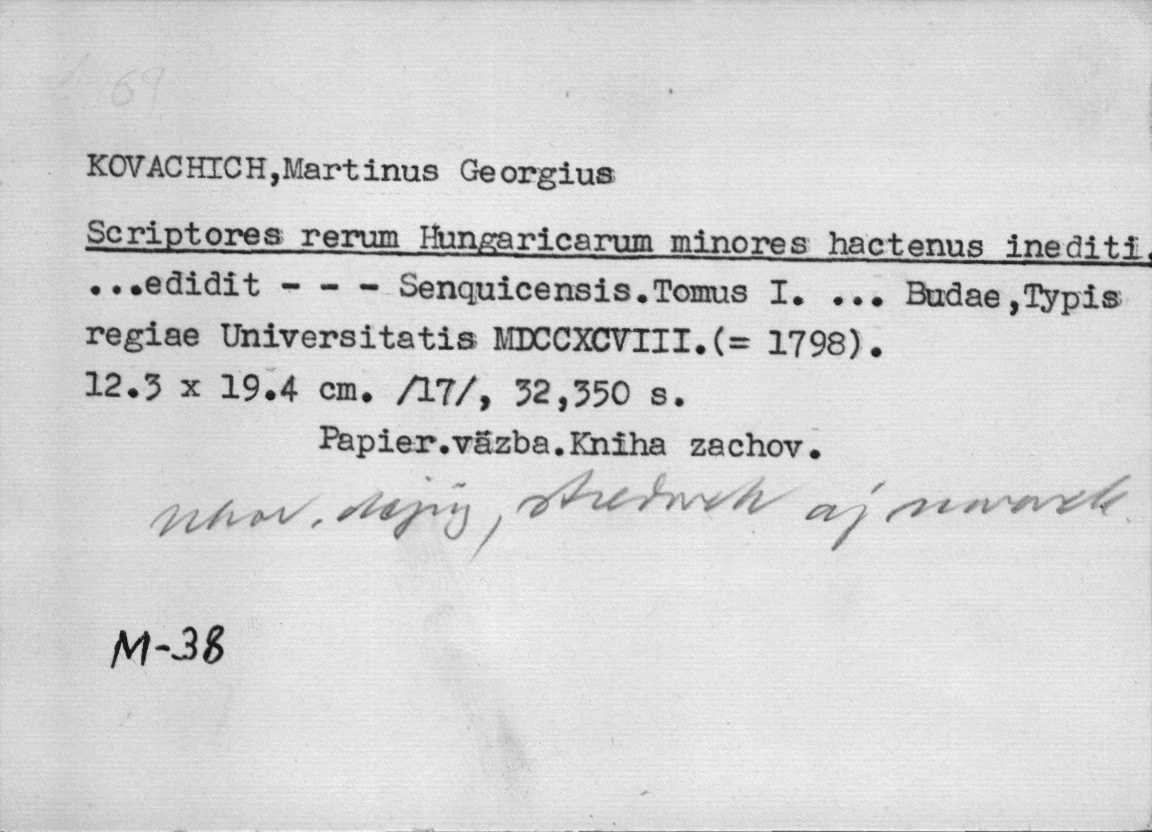 69
KOVACHICH,Martinus Georgius
Scriptores rerum Hungaricarum minores hactenus inediti.
...edidit - - - Senquicensis.Tomus I. ... Budae,Typis
regiae Universitatis MDCCXCVIII.(= 1798).
12.3 x 19.4 cm. /17/, 32,350 s.
Papier.väzba.Kniha zachov.
dejiny, stredovek aj novovek
M-38